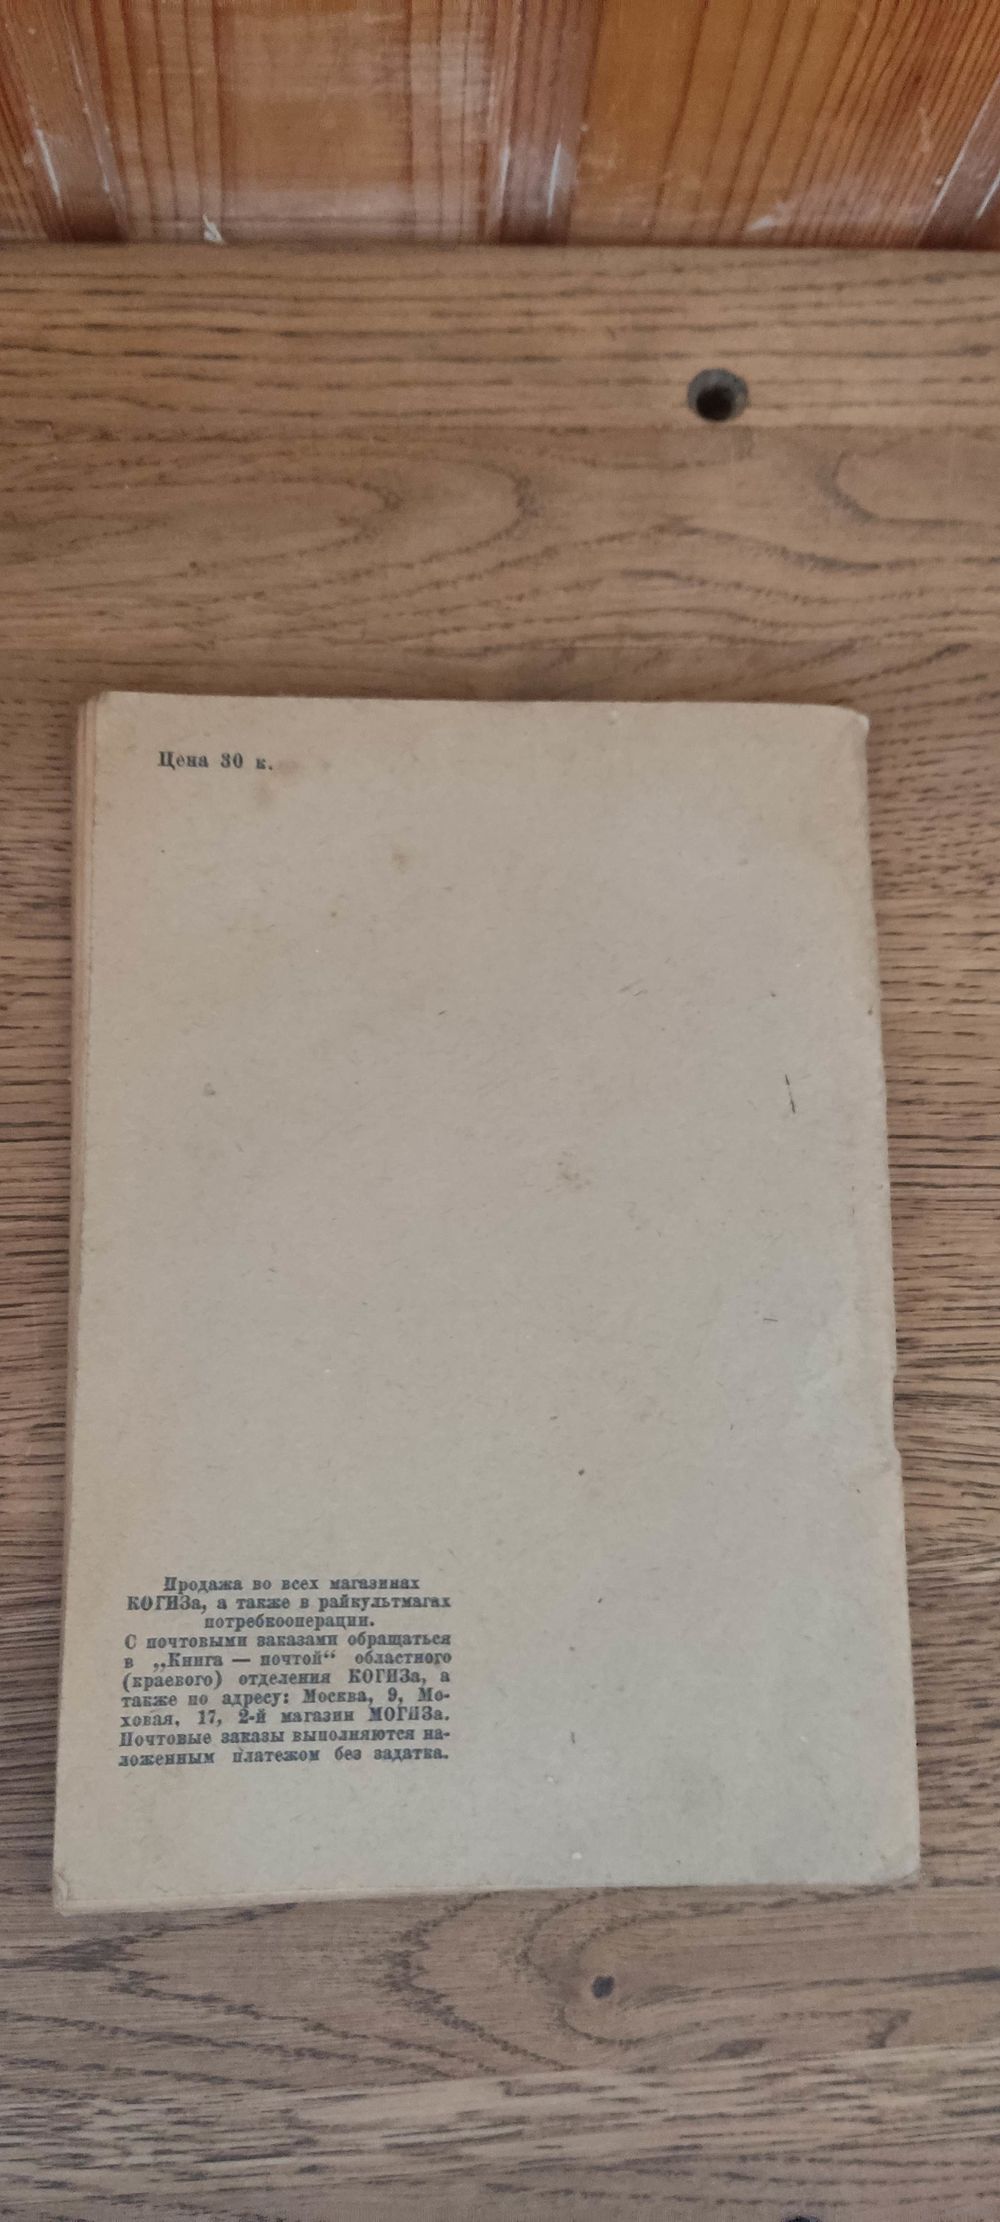 Цена 30 к.
Продажа во всех магазинах
КОГИЗа, а также в райкультмагах
потребкооперации.
С почтовыми заказами обращаться
в „Книга — почтой“ областного
(краевого) отделения КОГИЗа, а
также по адресу: Москва, 9, Мо-
ховая, 17, 2-й магазин МОГИЗа.
Почтовые заказы выполняются на-
ложенным платежом без задатка.